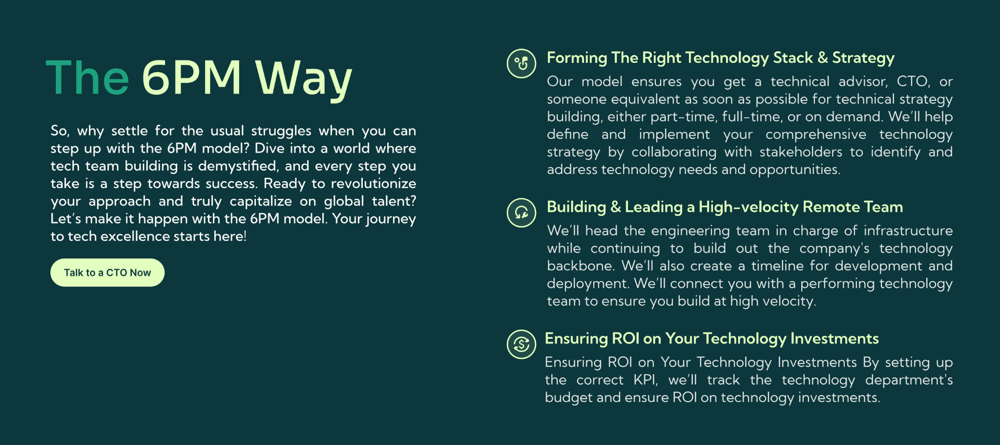 The 6PM Way
So, why settle for the usual struggles when you can
step up with the 6PM model? Dive into a world where
tech team building is demystified, and every step you
take is a step towards success. Ready to revolutionize
your approach and truly capitalize on global talent?
Let’s make it happen with the 6PM model. Your journey
to tech excellence starts here!
Talk to a CTO Now
Forming The Right Technology Stack & Strategy
Our model ensures you get a technical advisor, CTO, or
someone equivalent as soon as possible for technical strategy
building, either part-time, full-time, or on demand. We’ll help
define and implement your comprehensive technology
strategy by collaborating with stakeholders to identify and
address technology needs and opportunities.
Building & Leading a High-velocity Remote Team
We’ll head the engineering team in charge of infrastructure
while continuing to build out the company's technology
backbone. We’ll also create a timeline for development and
deployment. We’ll connect you with a performing technology
team to ensure you build at high velocity.
Ensuring ROI on Your Technology Investments
Ensuring ROI on Your Technology Investments By setting up
the correct KPI, we’ll track the technology department's
budget and ensure ROI on technology investments.